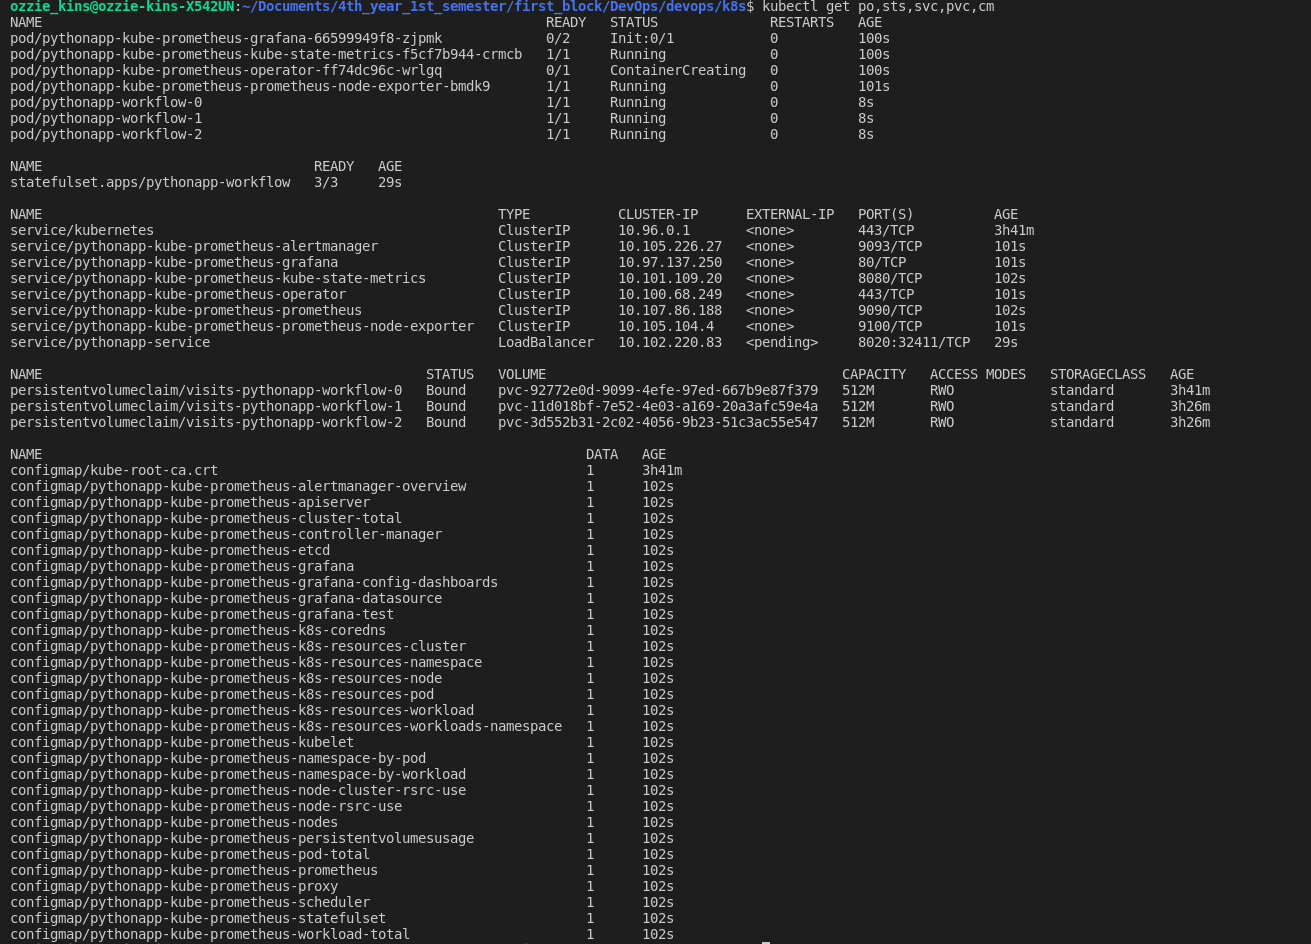 ozzie_kins@ozzie-kins-X542UN:~/Documents/4th_year_1st_semester/first_block/DevOps/devops/k8s$ kubectl get po,sts,svc,pvc,cm
NAME READY STATUS RESTARTS AGE
pod/pythonapp-kube-prometheus-grafana-66599949f8-zjpmk 0/2 Init:0/1 0 100s
pod/pythonapp-kube-prometheus-kube-state-metrics-f5cf7b944-crmcb 1/1 Running 0 100s
pod/pythonapp-kube-prometheus-operator-ff74dc96c-wrlgq 0/1 ContainerCreating 0 100s
pod/pythonapp-kube-prometheus-prometheus-node-exporter-bmdk9 1/1 Running 0 101s
pod/pythonapp-workflow-0 1/1 Running 0 8s
pod/pythonapp-workflow-1 1/1 Running 0 8s
pod/pythonapp-workflow-2 1/1 Running 0 8s
NAME READY AGE
statefulset.apps/pythonapp-workflow 3/3 29s
NAME TYPE CLUSTER-IP EXTERNAL-IP PORT(S) AGE
service/kubernetes ClusterIP 10.96.0.1 <none> 443/TCP 3h41m
service/pythonapp-kube-prometheus-alertmanager ClusterIP 10.105.226.27 <none> 9093/TCP 101s
service/pythonapp-kube-prometheus-grafana ClusterIP 10.97.137.250 <none> 80/TCP 101s
service/pythonapp-kube-prometheus-kube-state-metrics ClusterIP 10.101.109.20 <none> 8080/TCP 102s
service/pythonapp-kube-prometheus-operator ClusterIP 10.100.68.249 <none> 443/TCP 101s
service/pythonapp-kube-prometheus-prometheus ClusterIP 10.107.86.188 <none> 9090/TCP 102s
service/pythonapp-kube-prometheus-prometheus-node-exporter ClusterIP 10.105.104.4 <none> 9100/TCP 101s
service/pythonapp-service LoadBalancer 10.102.220.83 <pending> 8020:32411/TCP 29s
NAME STATUS VOLUME CAPACITY ACCESS MODES STORAGECLASS AGE
persistentvolumeclaim/visits-pythonapp-workflow-0 Bound pvc-92772e0d-9099-4efe-97ed-667b9e87f379 512M RWO standard 3h41m
persistentvolumeclaim/visits-pythonapp-workflow-1 Bound pvc-11d018bf-7e52-4e03-a169-20a3afc59e4a 512M RWO standard 3h26m
persistentvolumeclaim/visits-pythonapp-workflow-2 Bound pvc-3d552b31-2c02-4056-9b23-51c3ac55e547 512M RWO standard 3h26m
NAME DATA AGE
configmap/kube-root-ca.crt 1 3h41m
configmap/pythonapp-kube-prometheus-alertmanager-overview 1 102s
configmap/pythonapp-kube-prometheus-apiserver 1 102s
configmap/pythonapp-kube-prometheus-cluster-total 1 102s
configmap/pythonapp-kube-prometheus-controller-manager 1 102s
configmap/pythonapp-kube-prometheus-etcd 1 102s
configmap/pythonapp-kube-prometheus-grafana 1 102s
configmap/pythonapp-kube-prometheus-grafana-config-dashboards 1 102s
configmap/pythonapp-kube-prometheus-grafana-datasource 1 102s
configmap/pythonapp-kube-prometheus-grafana-test 1 102s
configmap/pythonapp-kube-prometheus-k8s-coredns 1 102s
configmap/pythonapp-kube-prometheus-k8s-resources-cluster 1 102s
configmap/pythonapp-kube-prometheus-k8s-resources-namespace 1 102s
configmap/pythonapp-kube-prometheus-k8s-resources-node 1 102s
configmap/pythonapp-kube-prometheus-k8s-resources-pod 1 102s
configmap/pythonapp-kube-prometheus-k8s-resources-workload 1 102s
configmap/pythonapp-kube-prometheus-k8s-resources-workloads-namespace 1 102s
configmap/pythonapp-kube-prometheus-kubelet 1 102s
configmap/pythonapp-kube-prometheus-namespace-by-pod 1 102s
configmap/pythonapp-kube-prometheus-namespace-by-workload 1 102s
configmap/pythonapp-kube-prometheus-node-cluster-rsrc-use 1 102s
configmap/pythonapp-kube-prometheus-node-rsrc-use 1 102s
configmap/pythonapp-kube-prometheus-nodes 1 102s
configmap/pythonapp-kube-prometheus-persistentvolumesusage 1 102s
configmap/pythonapp-kube-prometheus-pod-total 1 102s
configmap/pythonapp-kube-prometheus-prometheus 1 102s
configmap/pythonapp-kube-prometheus-proxy 1 102s
configmap/pythonapp-kube-prometheus-scheduler 1 102s
configmap/pythonapp-kube-prometheus-statefulset 1 102s
configmap/pythonapp-kube-prometheus-workload-total 1 102s